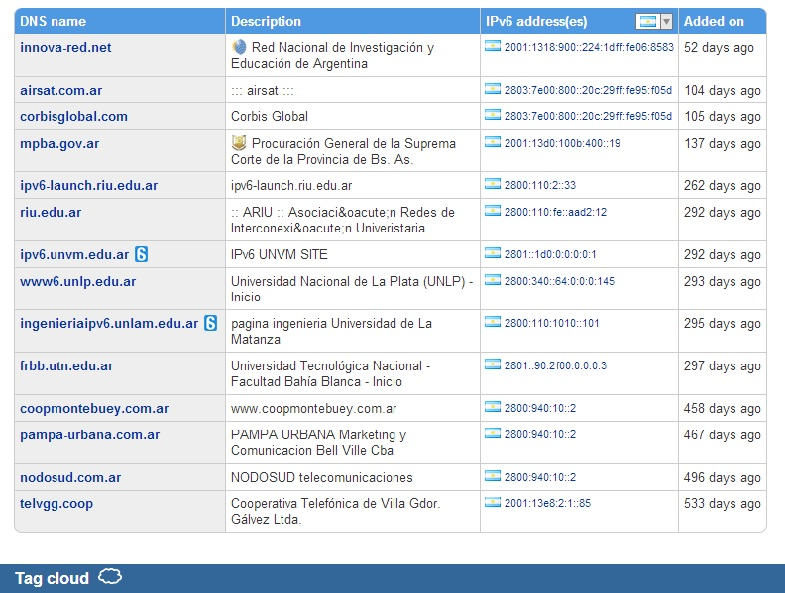 DNS name Description IPv6 address(es) Added on
innova-red.net Red Nacional de Investigación y 2001:1318:900::224:1dff:fe06:8583 52 days ago
Educación de Argentina
airsat.com.ar ::: airsat ::: 2803:7e00:800::20c:29ff:fe95:f05d 104 days ago
corbisglobal.com Corbis Global 2803:7e00:800::20c:29ff:fe95:f05d 105 days ago
mpba.gov.ar Procuración General de la Suprema 2001:13d0:100b:400::19 137 days ago
Corte de la Provincia de Bs. As.
ipv6-launch.riu.edu.ar ipv6-launch.riu.edu.ar 2800:110:2::33 262 days ago
riu.edu.ar :: ARIU :: Asociaci&oacute;n Redes de 2800:110:fe::aad2:12 292 days ago
Interconexi&oacute;n Univeristaria
ipv6.unvm.edu.ar 6 IPv6 UNVM SITE 2801::1d0:0:0:0:0:1 292 days ago
www6.unlp.edu.ar Universidad Nacional de La Plata (UNLP) - 2800:340::64:0:0:0:145 293 days ago
Inicio
ingenieriaipv6.unlam.edu.ar 6 pagina ingenieria Universidad de La 2800:110:1010::101 295 days ago
Matanza
frbb.utn.edu.ar Universidad Tecnológica Nacional - 2801::90:2f00:0:0:0:3 297 days ago
Facultad Bahía Blanca - Inicio
coopmontebuey.com.ar www.coopmontebuey.com.ar 2800:940:10::2 458 days ago
pampa-urbana.com.ar PAMPA URBANA Marketing y 2800:940:10::2 467 days ago
Comunicacion Bell Ville Cba
nodosud.com.ar NODOSUD telecomunicaciones 2800:940:10::2 496 days ago
telvgg.coop Cooperativa Telefónica de Villa Gdor. 2001:13e8:2:1::85 533 days ago
Gálvez Ltda.
Tag cloud